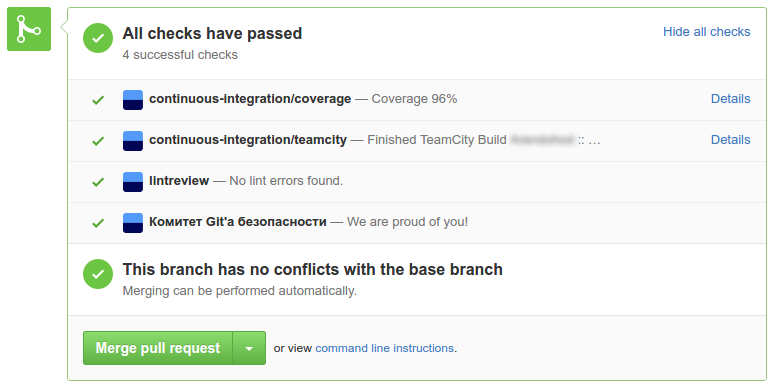 All checks have passed
Hide all checks
4 successful checks
continuous-integration/coverage — Coverage 96%
Details
continuous-integration/teamcity — Finished TeamCity Build :: …
Details
lintreview — No lint errors found.
Комитет Git'a безопасности — We are proud of you!
This branch has no conflicts with the base branch
Merging can be performed automatically.
Merge pull request
or view command line instructions.